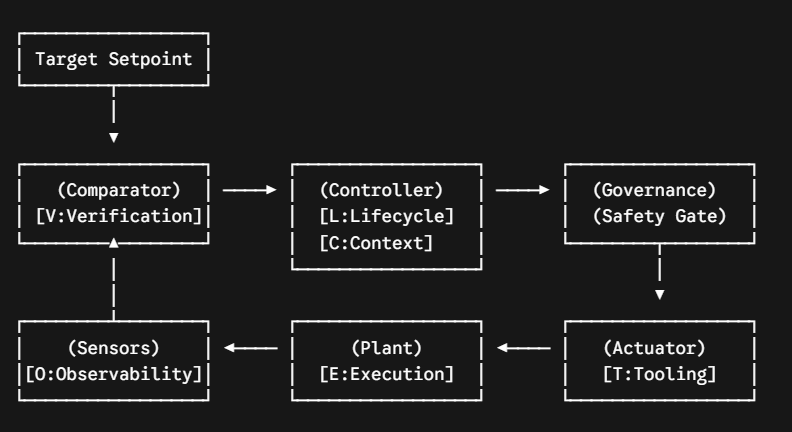 Target Setpoint
(Comparator)
[V:Verification]
(Controller)
[L:Lifecycle]
[C:Context]
(Governance)
(Safety Gate)
(Sensors)
[O:Observability]
(Plant)
[E:Execution]
(Actuator)
[T:Tooling]